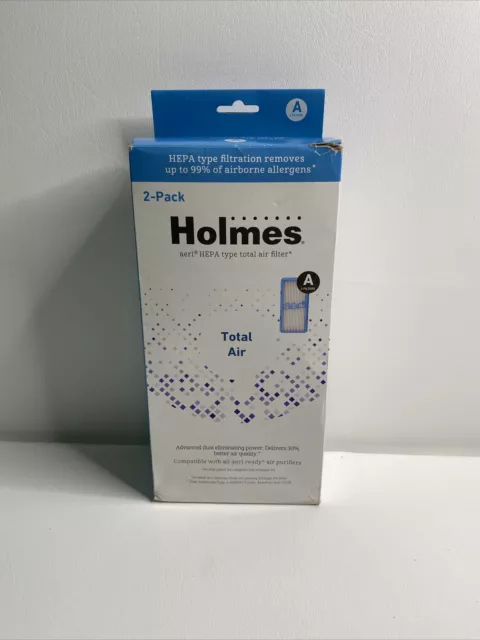 A
HEPA type filtration removes
up to 99% of airborne allergens*
2-Pack
Holmes®
aer1® HEPA type total air filter*
A
aer1
Total
Air
Advanced dust eliminating power. Delivers 30%
better air quality.*
Compatible with all aer1 ready* air purifiers